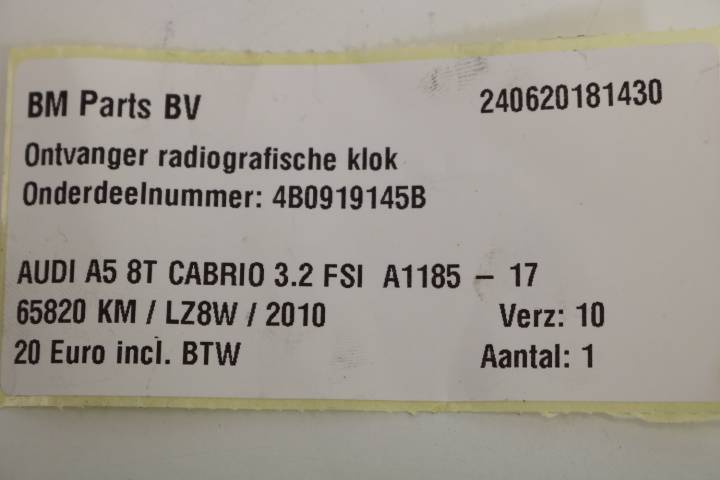 BM Parts BV 240620181430
Ontvanger radiografische klok
Onderdeelnummer: 4B0919145B
AUDI A5 8T CABRIO 3.2 FSI A1185 – 17
65820 KM / LZ8W / 2010 Verz: 10
20 Euro incl. BTW Aantal: 1